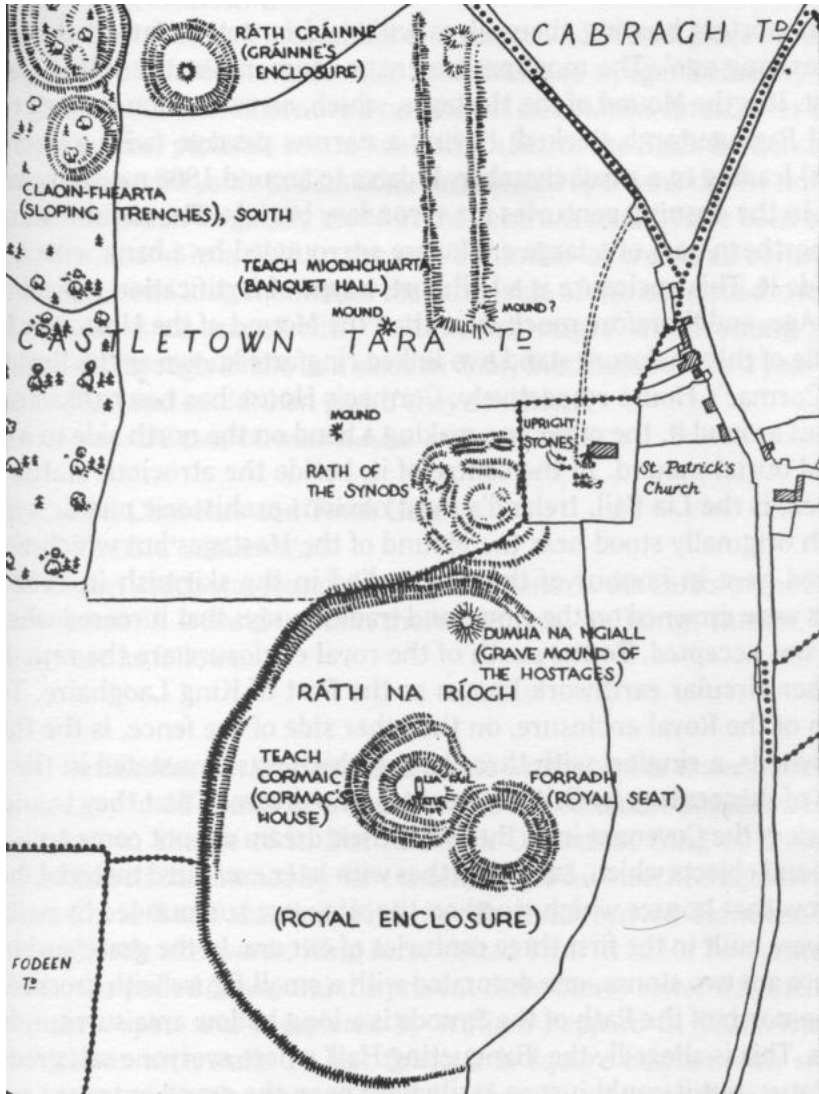 RÁTH GRÁINNE
(GRÁINNE'S
ENCLOSURE)
CABRAGH TD
CLAOIN-FHEARTA
(SLOPING TRENCHES), SOUTH
TEACH MIODHCHUARTA
(BANQUET HALL)
MOUND
MOUND ?
CASTLETOWN TARA TD
MOUND
UPRIGHT
STONES
RATH OF
THE SYNODS
St. Patrick's
Church
DUMHA NA NGIALL
(GRAVE MOUND OF
THE HOSTAGES)
RÁTH NA RÍOGH
TEACH
CORMAIC
(CORMAC'S
HOUSE)
FORRADH
(ROYAL SEAT)
(ROYAL ENCLOSURE)
FODEEN
TD